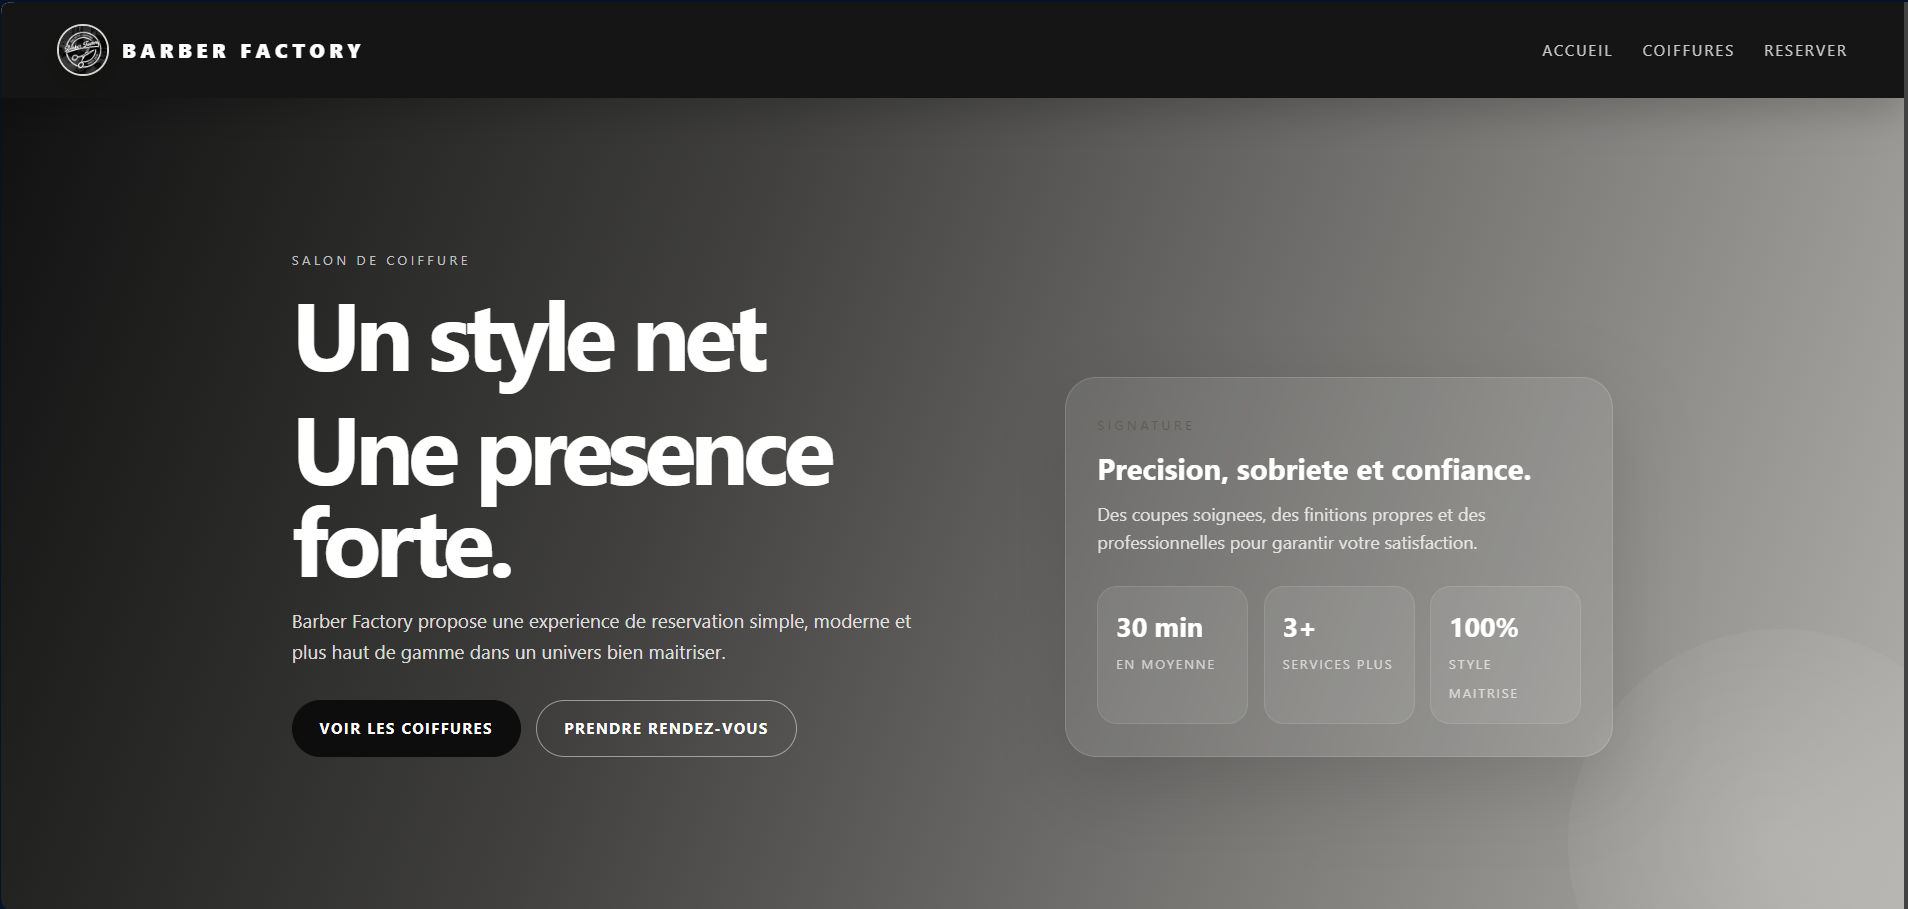 BARBER FACTORY
ACCUEIL COIFFURES RESERVER
SALON DE COIFFURE
Un style net
Une presence
forte.
Barber Factory propose une experience de reservation simple, moderne et
plus haut de gamme dans un univers bien maitriser.
VOIR LES COIFFURES
PRENDRE RENDEZ-VOUS
SIGNATURE
Precision, sobriete et confiance.
Des coupes soignees, des finitions propres et des
professionnelles pour garantir votre satisfaction.
30 min
EN MOYENNE
3+
SERVICES PLUS
100%
STYLE
MAITRISE